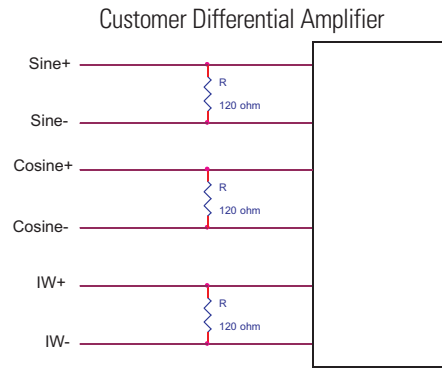 Customer Differential Amplifier
Sine+
R
120 ohm
Sine-
Cosine+
R
120 ohm
Cosine-
IW+
R
120 ohm
IW-